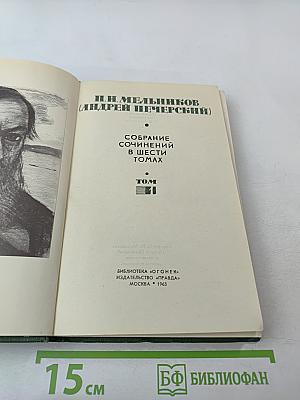 П.И.МЕЛЬНИКОВ
(АНДРЕЙ ПЕЧЕРСКИЙ)
СОБРАНИЕ
СОЧИНЕНИЙ
В ШЕСТИ
ТОМАХ
ТОМ
БИБЛИОТЕКА «ОГОНЕК»
ИЗДАТЕЛЬСТВО «ПРАВДА»
МОСКВА • 1963
15 см
БФ БИБЛИОФАН